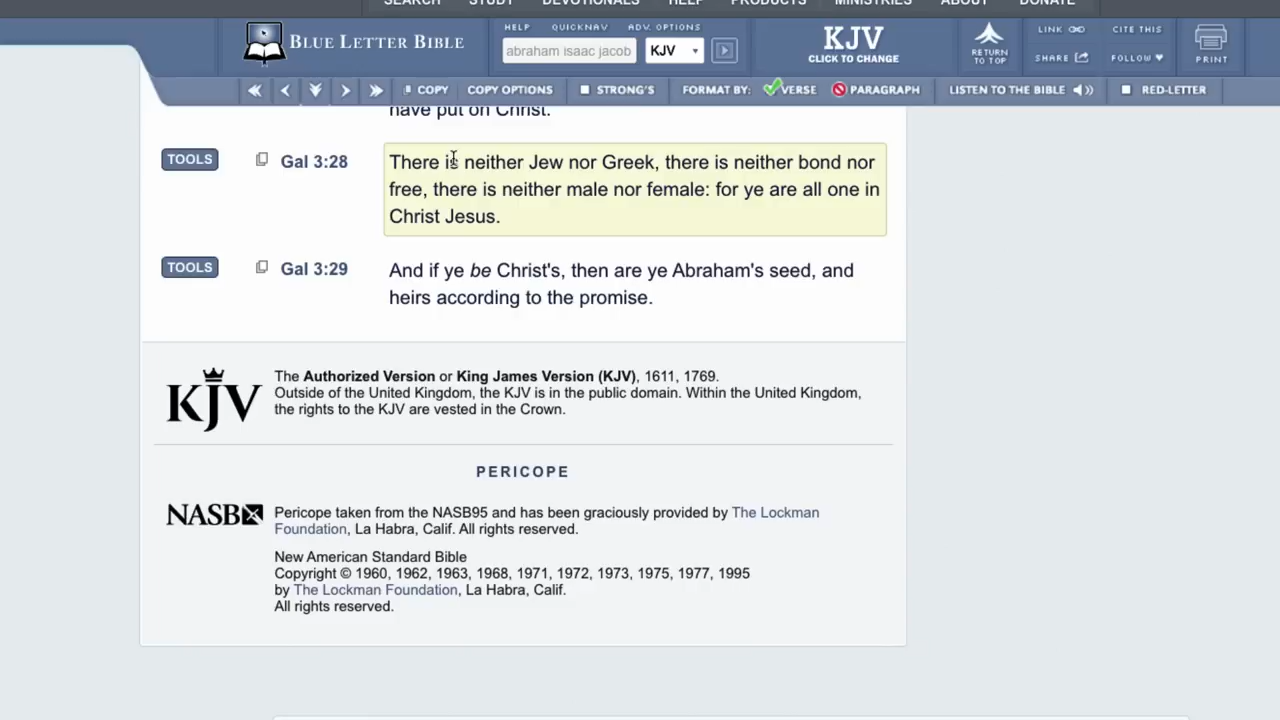 SEARCH STUDY DEVOTIONALS HELP PRODUCTS MINISTRIES ABOUT DONATE
BLUE LETTER BIBLE
HELP QUICKNAV ADV. OPTIONS
abraham isaac jacob KJV
KJV
CLICK TO CHANGE
RETURN
TO TOP
LINK CITE THIS
SHARE FOLLOW
PRINT
COPY COPY OPTIONS STRONG'S FORMAT BY: VERSE PARAGRAPH LISTEN TO THE BIBLE RED-LETTER
have put on Christ.
TOOLS Gal 3:28 There is neither Jew nor Greek, there is neither bond nor
free, there is neither male nor female: for ye are all one in
Christ Jesus.
TOOLS Gal 3:29 And if ye be Christ's, then are ye Abraham's seed, and
heirs according to the promise.
KJV
The Authorized Version or King James Version (KJV), 1611, 1769.
Outside of the United Kingdom, the KJV is in the public domain. Within the United Kingdom,
the rights to the KJV are vested in the Crown.
PERICOPE
NASB
Pericope taken from the NASB95 and has been graciously provided by The Lockman
Foundation, La Habra, Calif. All rights reserved.
New American Standard Bible
Copyright © 1960, 1962, 1963, 1968, 1971, 1972, 1973, 1975, 1977, 1995
by The Lockman Foundation, La Habra, Calif.
All rights reserved.